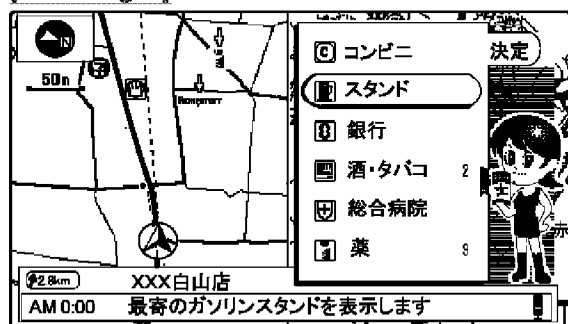 N
50m
コンビニ
決定
スタンド
銀行
酒・タバコ 2
総合病院
薬 9
2.8km
XXX白山店
AM 0:00 最寄のガソリンスタンドを表示します